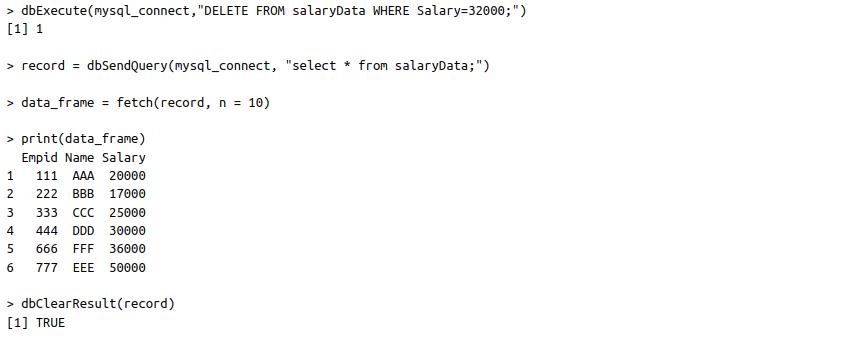 > dbExecute(mysql_connect,"DELETE FROM salaryData WHERE Salary=32000;")
[1] 1
> record = dbSendQuery(mysql_connect, "select * from salaryData;")
> data_frame = fetch(record, n = 10)
> print(data_frame)
  Empid Name Salary
1   111  AAA  20000
2   222  BBB  17000
3   333  CCC  25000
4   444  DDD  30000
5   666  FFF  36000
6   777  EEE  50000
> dbClearResult(record)
[1] TRUE